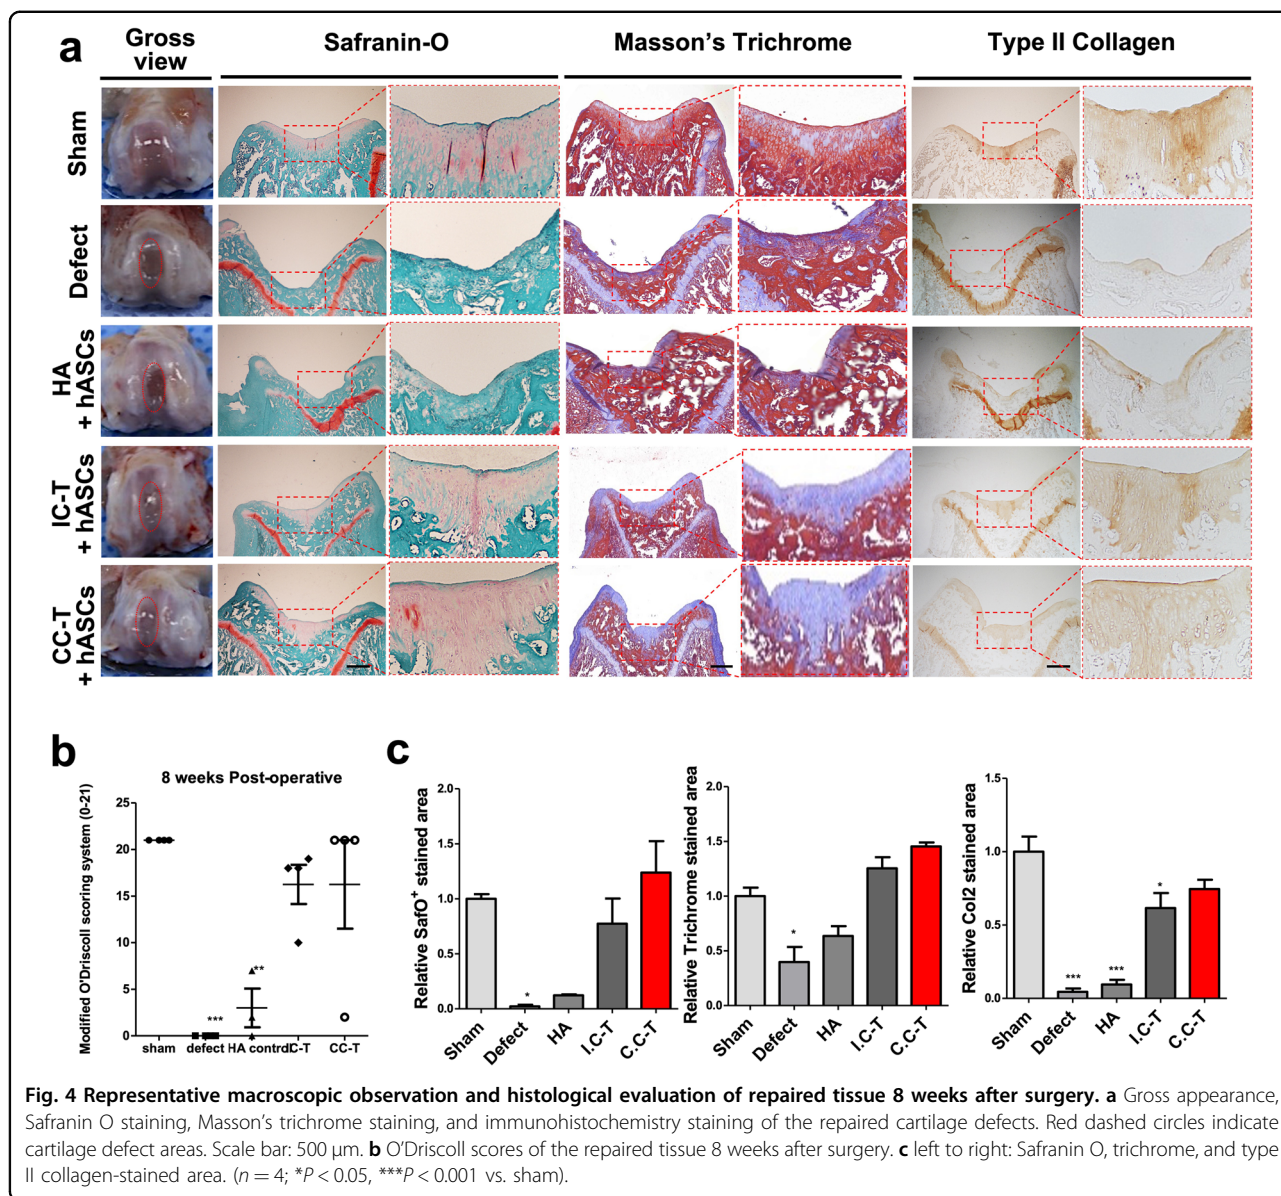 a
Gross view
Safranin-O
Masson's Trichrome
Type II Collagen
Sham
Defect
HA + hASCs
IC-T + hASCs
CC-T + hASCs
b
8 weeks Post-operative
Modified O'Driscoll scoring system (0-21)
25
20
15
10
5
0
***
**
sham
defect
HA control
IC-T
CC-T
c
Relative SafO+ stained area
2.0
1.5
1.0
0.5
0.0
*
Sham
Defect
HA
I.C-T
C.C-T
Relative Trichrome stained area
2.0
1.5
1.0
0.5
0.0
*
Sham
Defect
HA
I.C-T
C.C-T
Relative Col2 stained area
1.5
1.0
0.5
0.0
***
***
*
Sham
Defect
HA
I.C-T
C.C-T
Fig. 4 Representative macroscopic observation and histological evaluation of repaired tissue 8 weeks after surgery. a Gross appearance,
Safranin O staining, Masson's trichrome staining, and immunohistochemistry staining of the repaired cartilage defects. Red dashed circles indicate
cartilage defect areas. Scale bar: 500 μm. b O'Driscoll scores of the repaired tissue 8 weeks after surgery. c left to right: Safranin O, trichrome, and type
II collagen-stained area. (n = 4; *P < 0.05, ***P < 0.001 vs. sham).